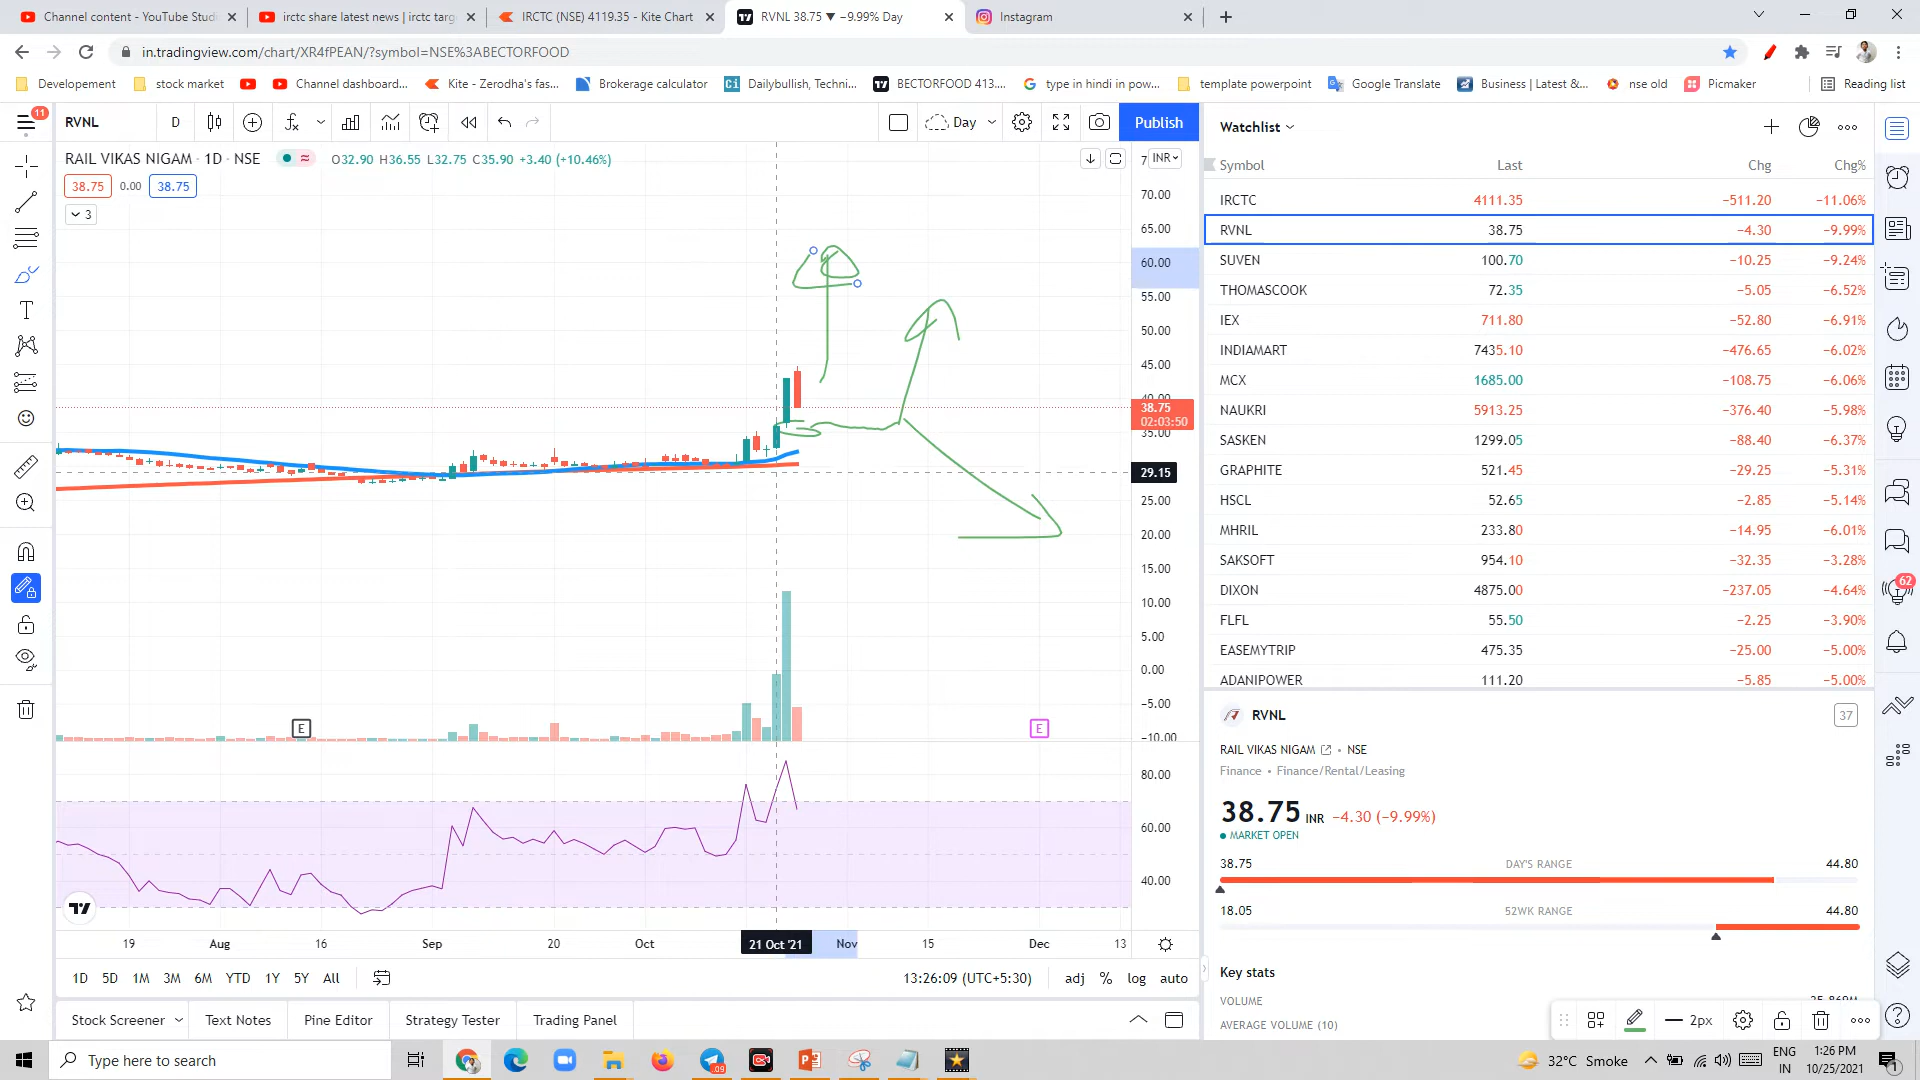 Channel content - YouTube Studi
irctc share latest news | irctc targ
IRCTC (NSE) 4119.35 - Kite Chart
RVNL 38.75 ▼ −9.99% Day
Instagram
in.tradingview.com/chart/XR4fPEAN/?symbol=NSE%3ABECTORFOOD
Developement
stock market
Channel dashboard...
Kite - Zerodha's fas...
Brokerage calculator
Dailybullish, Techni...
BECTORFOOD 413....
type in hindi in pow...
template powerpoint
Google Translate
Business | Latest &...
nse old
Picmaker
Reading list
11
RVNL
D
Day
Publish
RAIL VIKAS NIGAM · 1D · NSE
O32.90 H36.55 L32.75 C35.90 +3.40 (+10.46%)
38.75 0.00 38.75
3
INR
70.00
65.00
60.00
55.00
50.00
45.00
38.75
02:03:50
35.00
29.15
25.00
20.00
15.00
10.00
5.00
0.00
−5.00
−10.00
E
E
80.00
60.00
40.00
19 Aug 16 Sep 20 Oct 21 Oct '21 Nov 15 Dec 13
1D 5D 1M 3M 6M YTD 1Y 5Y All
13:26:09 (UTC+5:30)
adj % log auto
Stock Screener
Text Notes
Pine Editor
Strategy Tester
Trading Panel
Watchlist
Symbol Last Chg Chg%
IRCTC 4111.35 −511.20 −11.06%
RVNL 38.75 −4.30 −9.99%
SUVEN 100.70 −10.25 −9.24%
THOMASCOOK 72.35 −5.05 −6.52%
IEX 711.80 −52.80 −6.91%
INDIAMART 7435.10 −476.65 −6.02%
MCX 1685.00 −108.75 −6.06%
NAUKRI 5913.25 −376.40 −5.98%
SASKEN 1299.05 −88.40 −6.37%
GRAPHITE 521.45 −29.25 −5.31%
HSCL 52.65 −2.85 −5.14%
MHRIL 233.80 −14.95 −6.01%
SAKSOFT 954.10 −32.35 −3.28%
DIXON 4875.00 −237.05 −4.64%
FLFL 55.50 −2.25 −3.90%
EASEMYTRIP 475.35 −25.00 −5.00%
ADANIPOWER 111.20 −5.85 −5.00%
RVNL
37
RAIL VIKAS NIGAM • NSE
Finance • Finance/Rental/Leasing
38.75 INR −4.30 (−9.99%)
MARKET OPEN
38.75 DAY'S RANGE 44.80
18.05 52WK RANGE 44.80
Key stats
VOLUME
AVERAGE VOLUME (10)
2px
62
Type here to search
32°C Smoke
ENG
IN
1:26 PM
10/25/2021